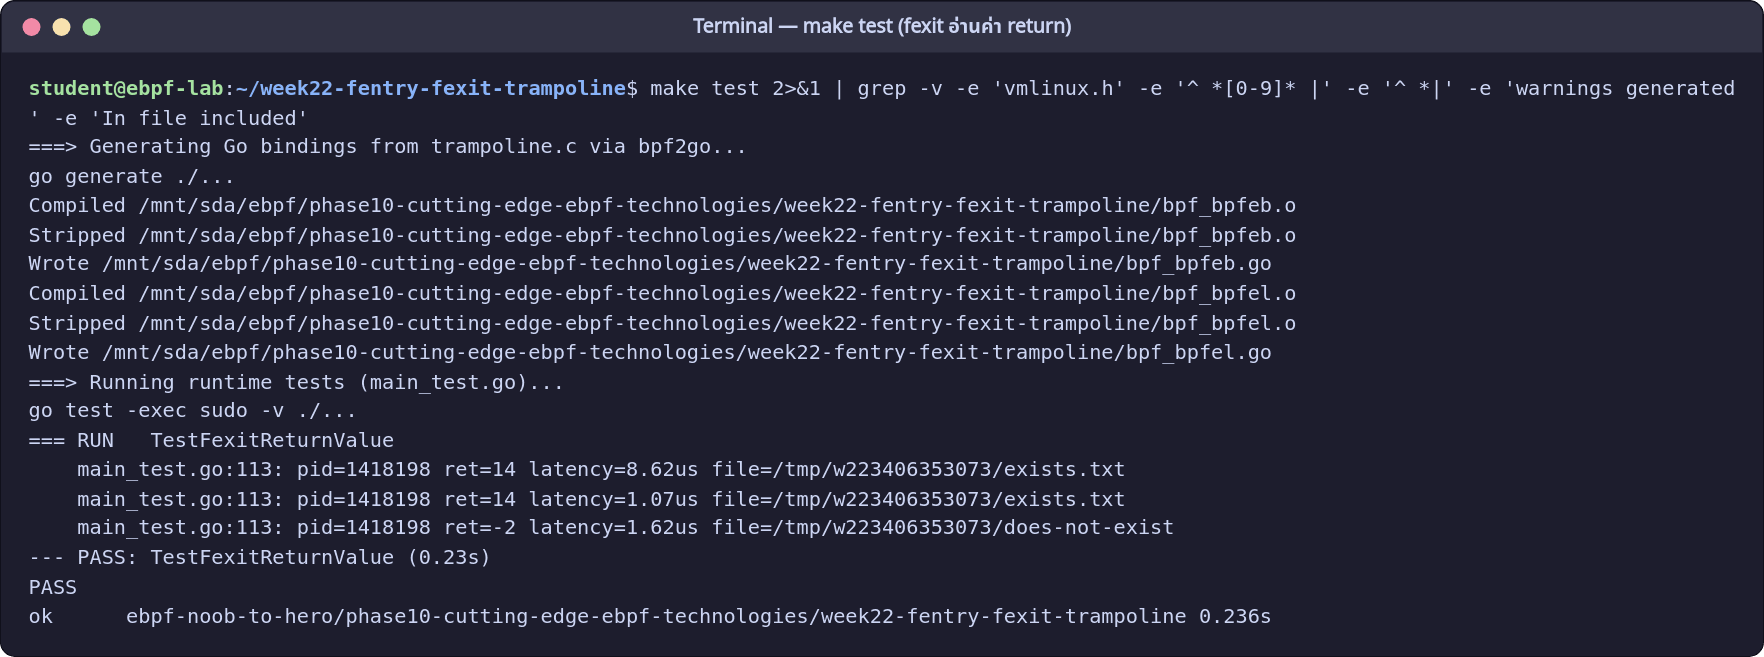 Terminal — make test (fexit อ่านค่า return)
student@ebpf-lab:~/week22-fentry-fexit-trampoline$ make test 2>&1 | grep -v -e 'vmlinux.h' -e '^ *[0-9]* |' -e '^ *|' -e 'warnings generated
' -e 'In file included'
===> Generating Go bindings from trampoline.c via bpf2go...
go generate ./...
Compiled /mnt/sda/ebpf/phase10-cutting-edge-ebpf-technologies/week22-fentry-fexit-trampoline/bpf_bpfeb.o
Stripped /mnt/sda/ebpf/phase10-cutting-edge-ebpf-technologies/week22-fentry-fexit-trampoline/bpf_bpfeb.o
Wrote /mnt/sda/ebpf/phase10-cutting-edge-ebpf-technologies/week22-fentry-fexit-trampoline/bpf_bpfeb.go
Compiled /mnt/sda/ebpf/phase10-cutting-edge-ebpf-technologies/week22-fentry-fexit-trampoline/bpf_bpfel.o
Stripped /mnt/sda/ebpf/phase10-cutting-edge-ebpf-technologies/week22-fentry-fexit-trampoline/bpf_bpfel.o
Wrote /mnt/sda/ebpf/phase10-cutting-edge-ebpf-technologies/week22-fentry-fexit-trampoline/bpf_bpfel.go
===> Running runtime tests (main_test.go)...
go test -exec sudo -v ./...
=== RUN   TestFexitReturnValue
    main_test.go:113: pid=1418198 ret=14 latency=8.62us file=/tmp/w223406353073/exists.txt
    main_test.go:113: pid=1418198 ret=14 latency=1.07us file=/tmp/w223406353073/exists.txt
    main_test.go:113: pid=1418198 ret=-2 latency=1.62us file=/tmp/w223406353073/does-not-exist
--- PASS: TestFexitReturnValue (0.23s)
PASS
ok      ebpf-noob-to-hero/phase10-cutting-edge-ebpf-technologies/week22-fentry-fexit-trampoline 0.236s